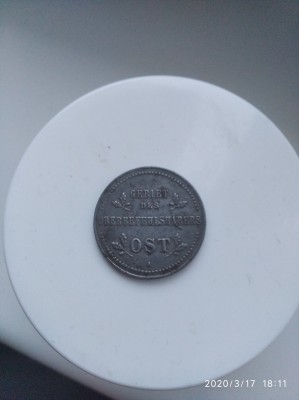 GEBIET
DES
OBERBEFEHLSHABERS
OST
2020/3/17 18:11